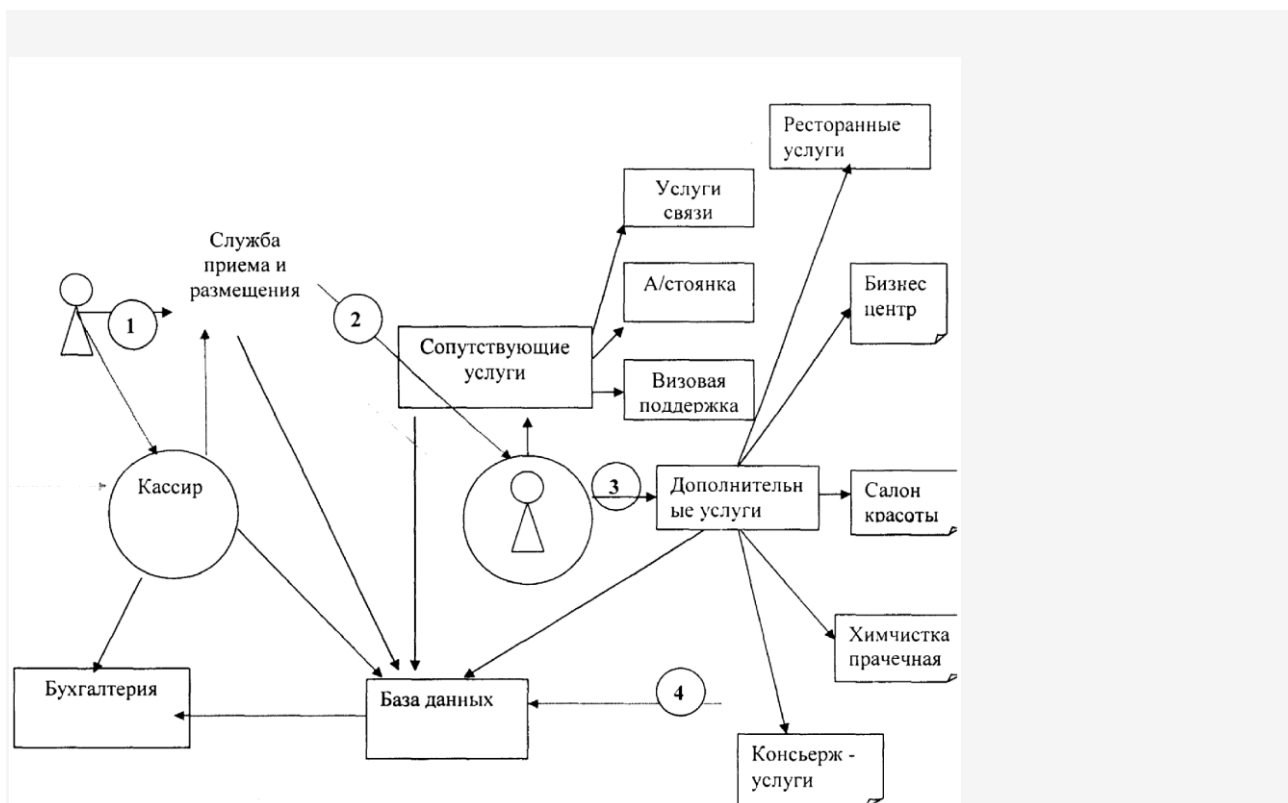 Ресторанные
услуги
Услуги
связи
Служба
приема и
размещения
А/стоянка
Бизнес
центр
1
2
Сопутствующие
услуги
Визовая
поддержка
Кассир
3
Дополнительн
ые услуги
Салон
красоты
Химчистка
прачечная
Бухгалтерия
База данных
4
Консьерж -
услуги